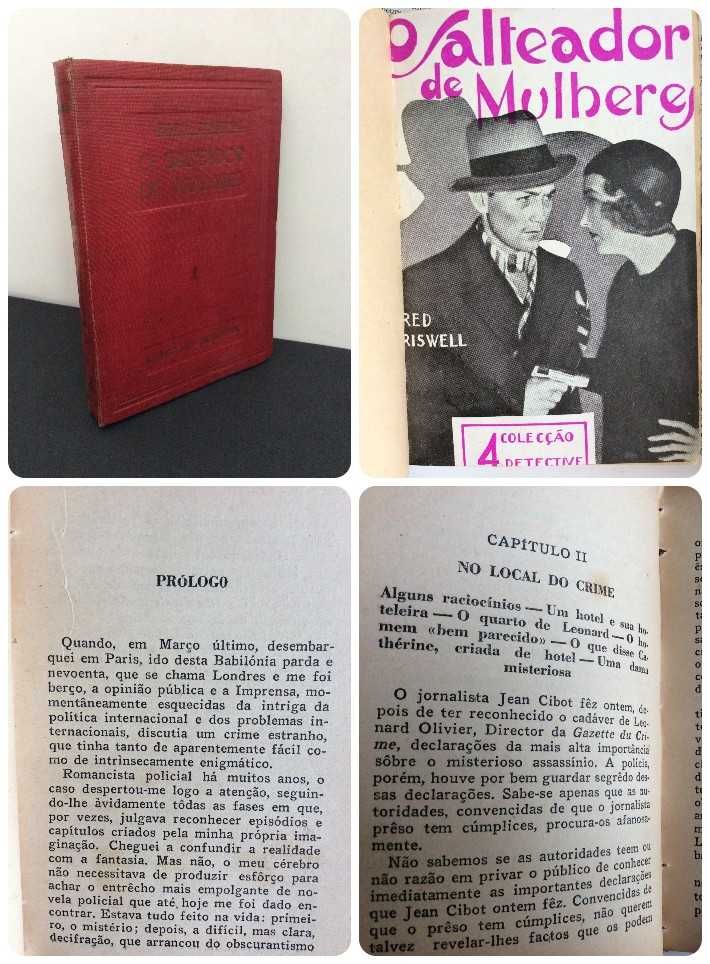 O SALTEADOR
DE MULHERES
O Salteador
de Mulheres
RED
RISWELL
4 COLECÇÃO
DETECTIVE
PRÓLOGO
Quando, em Março último, desembar-
quei em Paris, ido desta Babilónia parda e
nevoenta, que se chama Londres e me foi
berço, a opinião pública e a Imprensa, mo-
mentâneamente esquecidas da intriga da
política internacional e dos problemas in-
ternacionais, discutia um crime estranho,
que tinha tanto de aparentemente fácil co-
mo de intrìnsecamente enigmático.
Romancista policial há muitos anos, o
caso despertou-me logo a atenção, seguin-
do-lhe àvidamente tôdas as fases em que,
por vezes, julgava reconhecer episódios e
capítulos criados pela minha própria ima-
ginação. Cheguei a confundir a realidade
com a fantasia. Mas não, o meu cérebro
não necessitava de produzir esfôrço para
achar o entrêcho mais empolgante de no-
vela policial que até hoje me foi dado en-
contrar. Estava tudo feito na vida: primei-
ro, o mistério; depois, a difícil, mas clara,
decifração, que arrancou do obscurantismo
CAPÍTULO II
NO LOCAL DO CRIME
Alguns raciocínios — Um hotel e sua ho-
teleira — O quarto de Leonard — O ho-
mem «bem parecido» — O que disse Ca-
thérine, criada de hotel — Uma dama
misteriosa
O jornalista Jean Cibot fêz ontem, de-
pois de ter reconhecido o cadáver de Leo-
nard Olivier, Director da Gazette du Cri-
me, declarações da mais alta importância
sôbre o misterioso assassínio. A polícia,
porém, houve por bem guardar segrêdo des-
sas declarações. Sabe-se apenas que as au-
toridades, convencidas de que o jornalista
prêso tem cúmplices, procura-os afanosa-
mente.
Não sabemos se as autoridades teem ou
não razão em privar o público de conhecer
imediatamente as importantes declarações
que Jean Cibot ontem fêz. Convencidas de
que o prêso tem cúmplices, não querem
talvez revelar-lhes factos que os podem